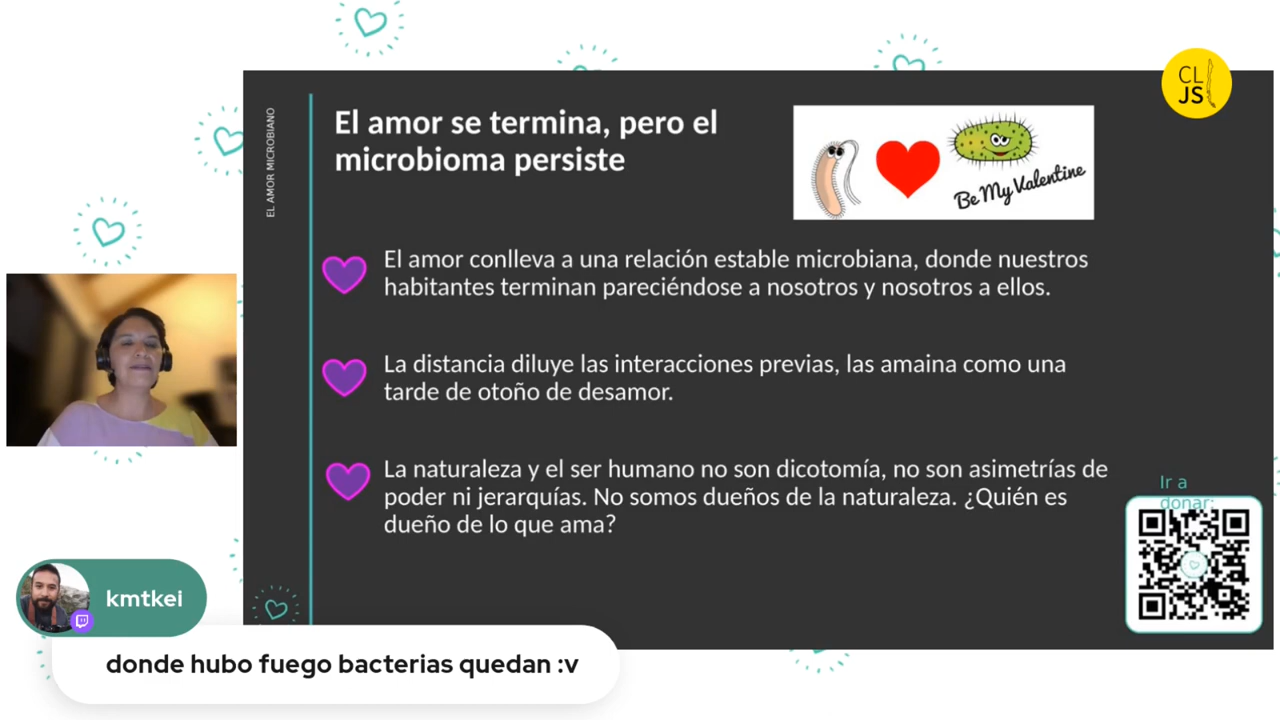 CL
JS
EL AMOR MICROBIANO
El amor se termina, pero el
microbioma persiste
Be My Valentine
El amor conlleva a una relación estable microbiana, donde nuestros
habitantes terminan pareciéndose a nosotros y nosotros a ellos.
La distancia diluye las interacciones previas, las amaina como una
tarde de otoño de desamor.
La naturaleza y el ser humano no son dicotomía, no son asimetrías de
poder ni jerarquías. No somos dueños de la naturaleza. ¿Quién es
dueño de lo que ama?
Ir a
donar:
kmtkei
donde hubo fuego bacterias quedan :v